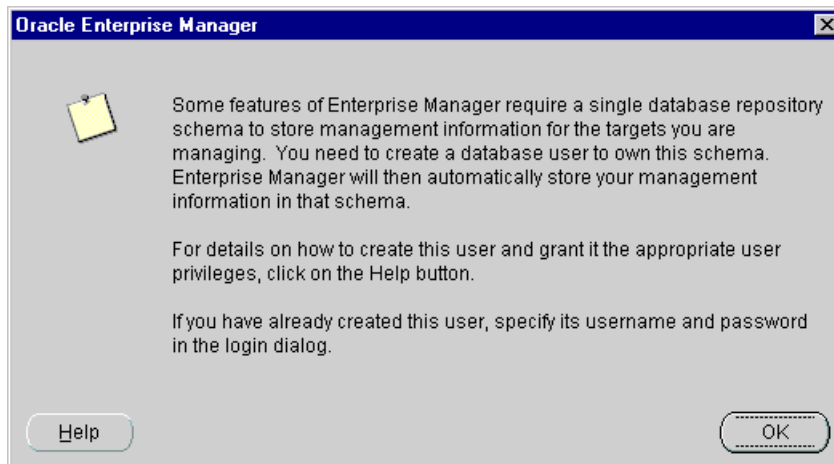 Oracle Enterprise Manager
Some features of Enterprise Manager require a single database repository
schema to store management information for the targets you are
managing. You need to create a database user to own this schema.
Enterprise Manager will then automatically store your management
information in that schema.
For details on how to create this user and grant it the appropriate user
privileges, click on the Help button.
If you have already created this user, specify its username and password
in the login dialog.
Help
OK